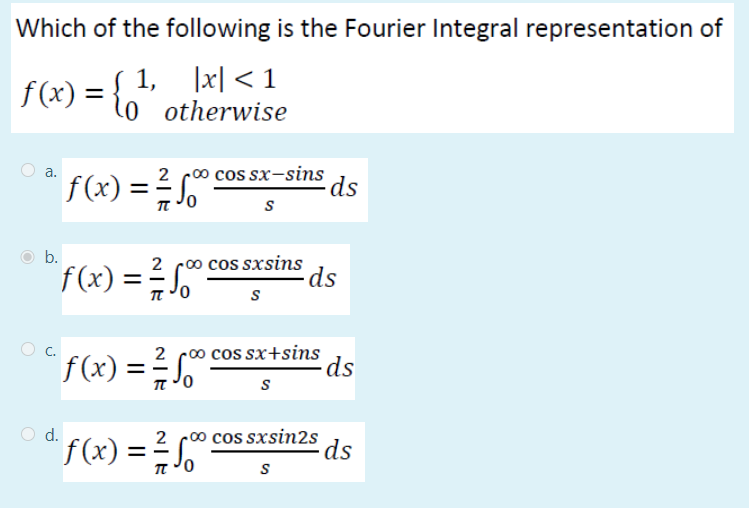 Which of the following is the Fourier Integral representation of
f(x) = { 1, |x| < 1
0 otherwise
a. f(x) = 2/π ∫₀^∞ cos sx−sins / s ds
b. f(x) = 2/π ∫₀^∞ cos sxsins / s ds
c. f(x) = 2/π ∫₀^∞ cos sx+sins / s ds
d. f(x) = 2/π ∫₀^∞ cos sxsin2s / s ds